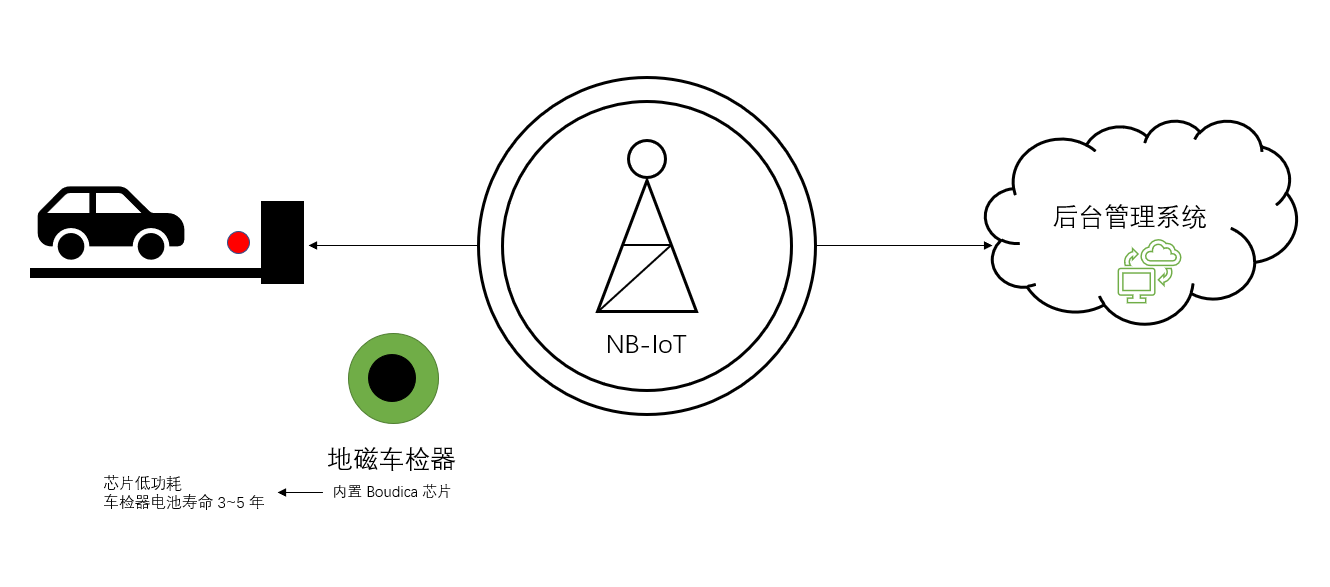 后台管理系统
NB-IoT
地磁车检器
内置 Boudica 芯片
芯片低功耗
车检器电池寿命 3~5 年